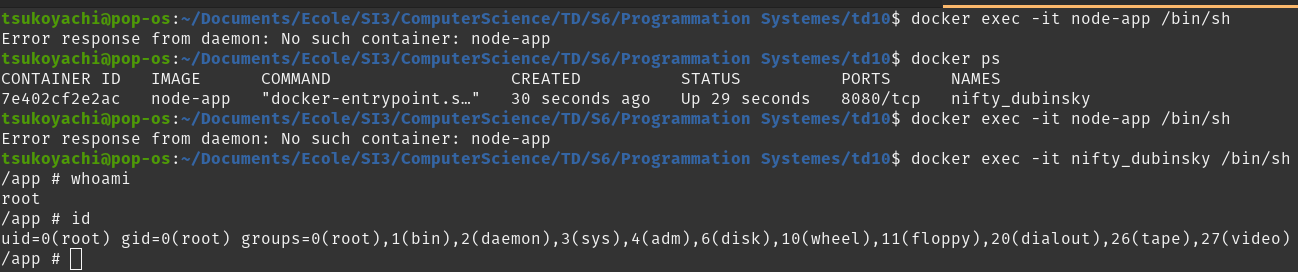 tsukoyachi@pop-os:~/Documents/Ecole/SI3/ComputerScience/TD/S6/Programmation Systemes/td10$ docker exec -it node-app /bin/sh
Error response from daemon: No such container: node-app
tsukoyachi@pop-os:~/Documents/Ecole/SI3/ComputerScience/TD/S6/Programmation Systemes/td10$ docker ps
CONTAINER ID   IMAGE      COMMAND                  CREATED          STATUS          PORTS      NAMES
7e402cf2e2ac   node-app   "docker-entrypoint.s…"   30 seconds ago   Up 29 seconds   8080/tcp   nifty_dubinsky
tsukoyachi@pop-os:~/Documents/Ecole/SI3/ComputerScience/TD/S6/Programmation Systemes/td10$ docker exec -it node-app /bin/sh
Error response from daemon: No such container: node-app
tsukoyachi@pop-os:~/Documents/Ecole/SI3/ComputerScience/TD/S6/Programmation Systemes/td10$ docker exec -it nifty_dubinsky /bin/sh
/app # whoami
root
/app # id
uid=0(root) gid=0(root) groups=0(root),1(bin),2(daemon),3(sys),4(adm),6(disk),10(wheel),11(floppy),20(dialout),26(tape),27(video)
/app #